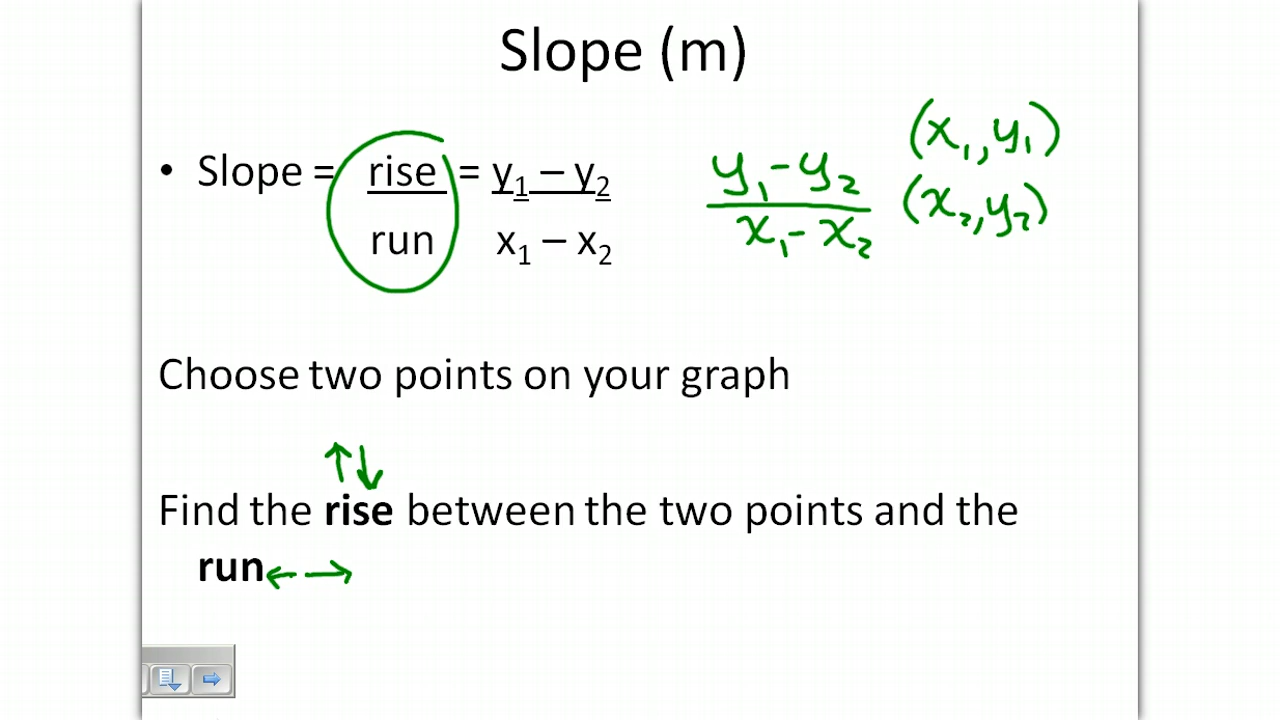 Slope (m)
• Slope = rise = y₁ – y₂
run x₁ – x₂
y₁ - y₂
x₁ - x₂
(x₁, y₁)
(x₂, y₂)
Choose two points on your graph
Find the rise between the two points and the
run